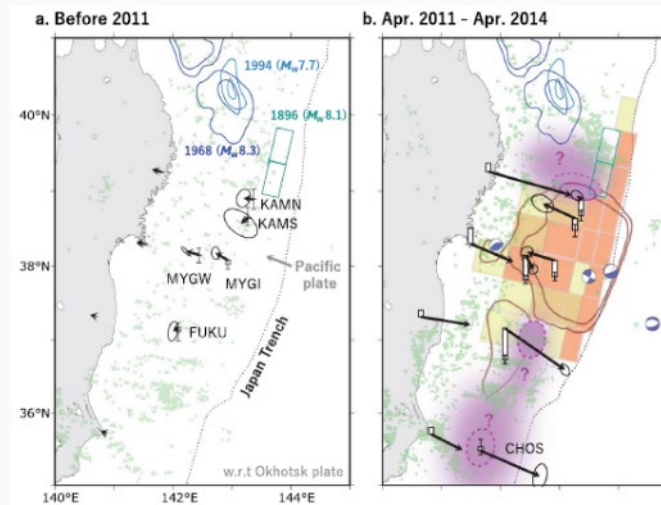 a. Before 2011
b. Apr. 2011 – Apr. 2014
1994 (Mw7.7)
40°N
1896 (Mw8.1)
1968 (Mw8.3)
?
KAMN
KAMS
38°N
Pacific
plate
MYGW
MYGI
FUKU
?
Japan Trench
36°N
?
CHOS
w.r.t Okhotsk plate
140°E
142°E
144°E